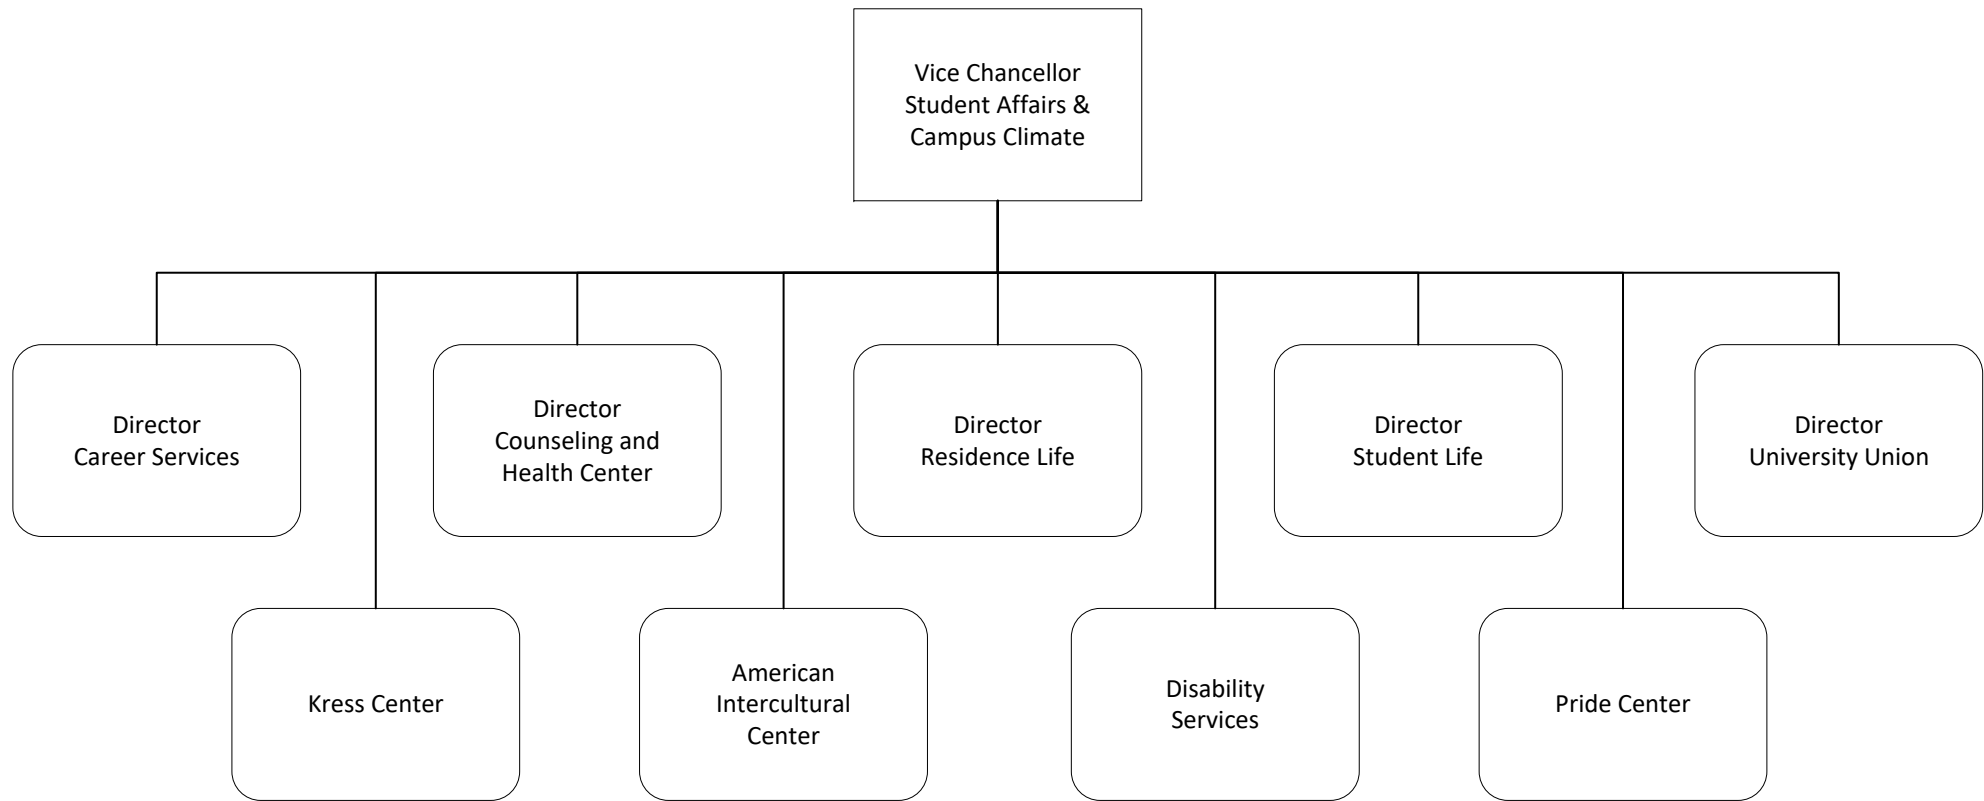 Vice Chancellor
Student Affairs &
Campus Climate
Director
Career Services
Director
Counseling and
Health Center
Director
Residence Life
Director
Student Life
Director
University Union
Kress Center
American
Intercultural
Center
Disability
Services
Pride Center